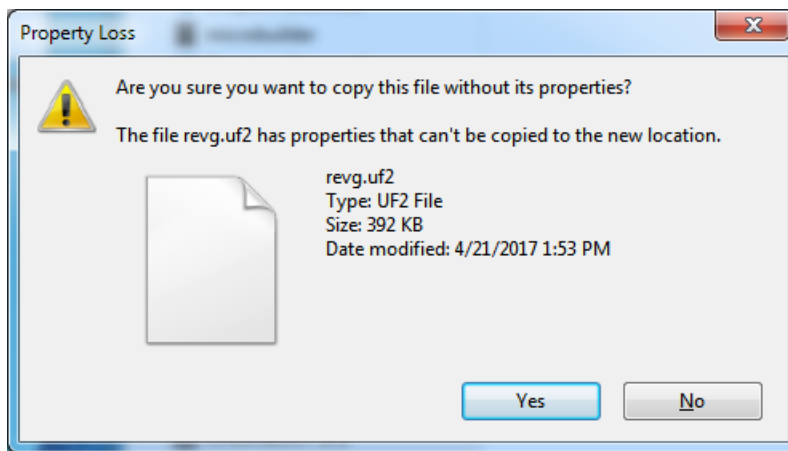 Property Loss
Are you sure you want to copy this file without its properties?
The file revg.uf2 has properties that can't be copied to the new location.
revg.uf2
Type: UF2 File
Size: 392 KB
Date modified: 4/21/2017 1:53 PM
Yes
No